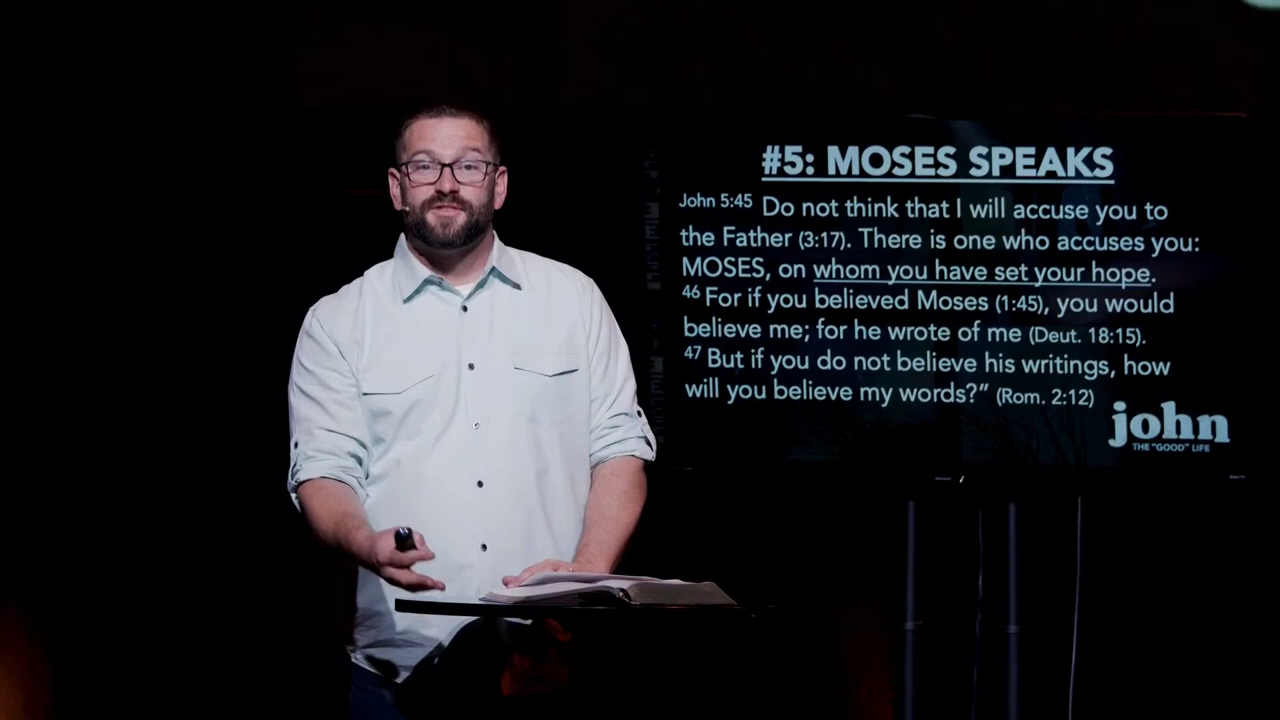 #5: MOSES SPEAKS
John 5:45 Do not think that I will accuse you to
the Father (3:17). There is one who accuses you:
MOSES, on whom you have set your hope.
46 For if you believed Moses (1:45), you would
believe me; for he wrote of me (Deut. 18:15).
47 But if you do not believe his writings, how
will you believe my words?” (Rom. 2:12)
john
THE “GOOD” LIFE